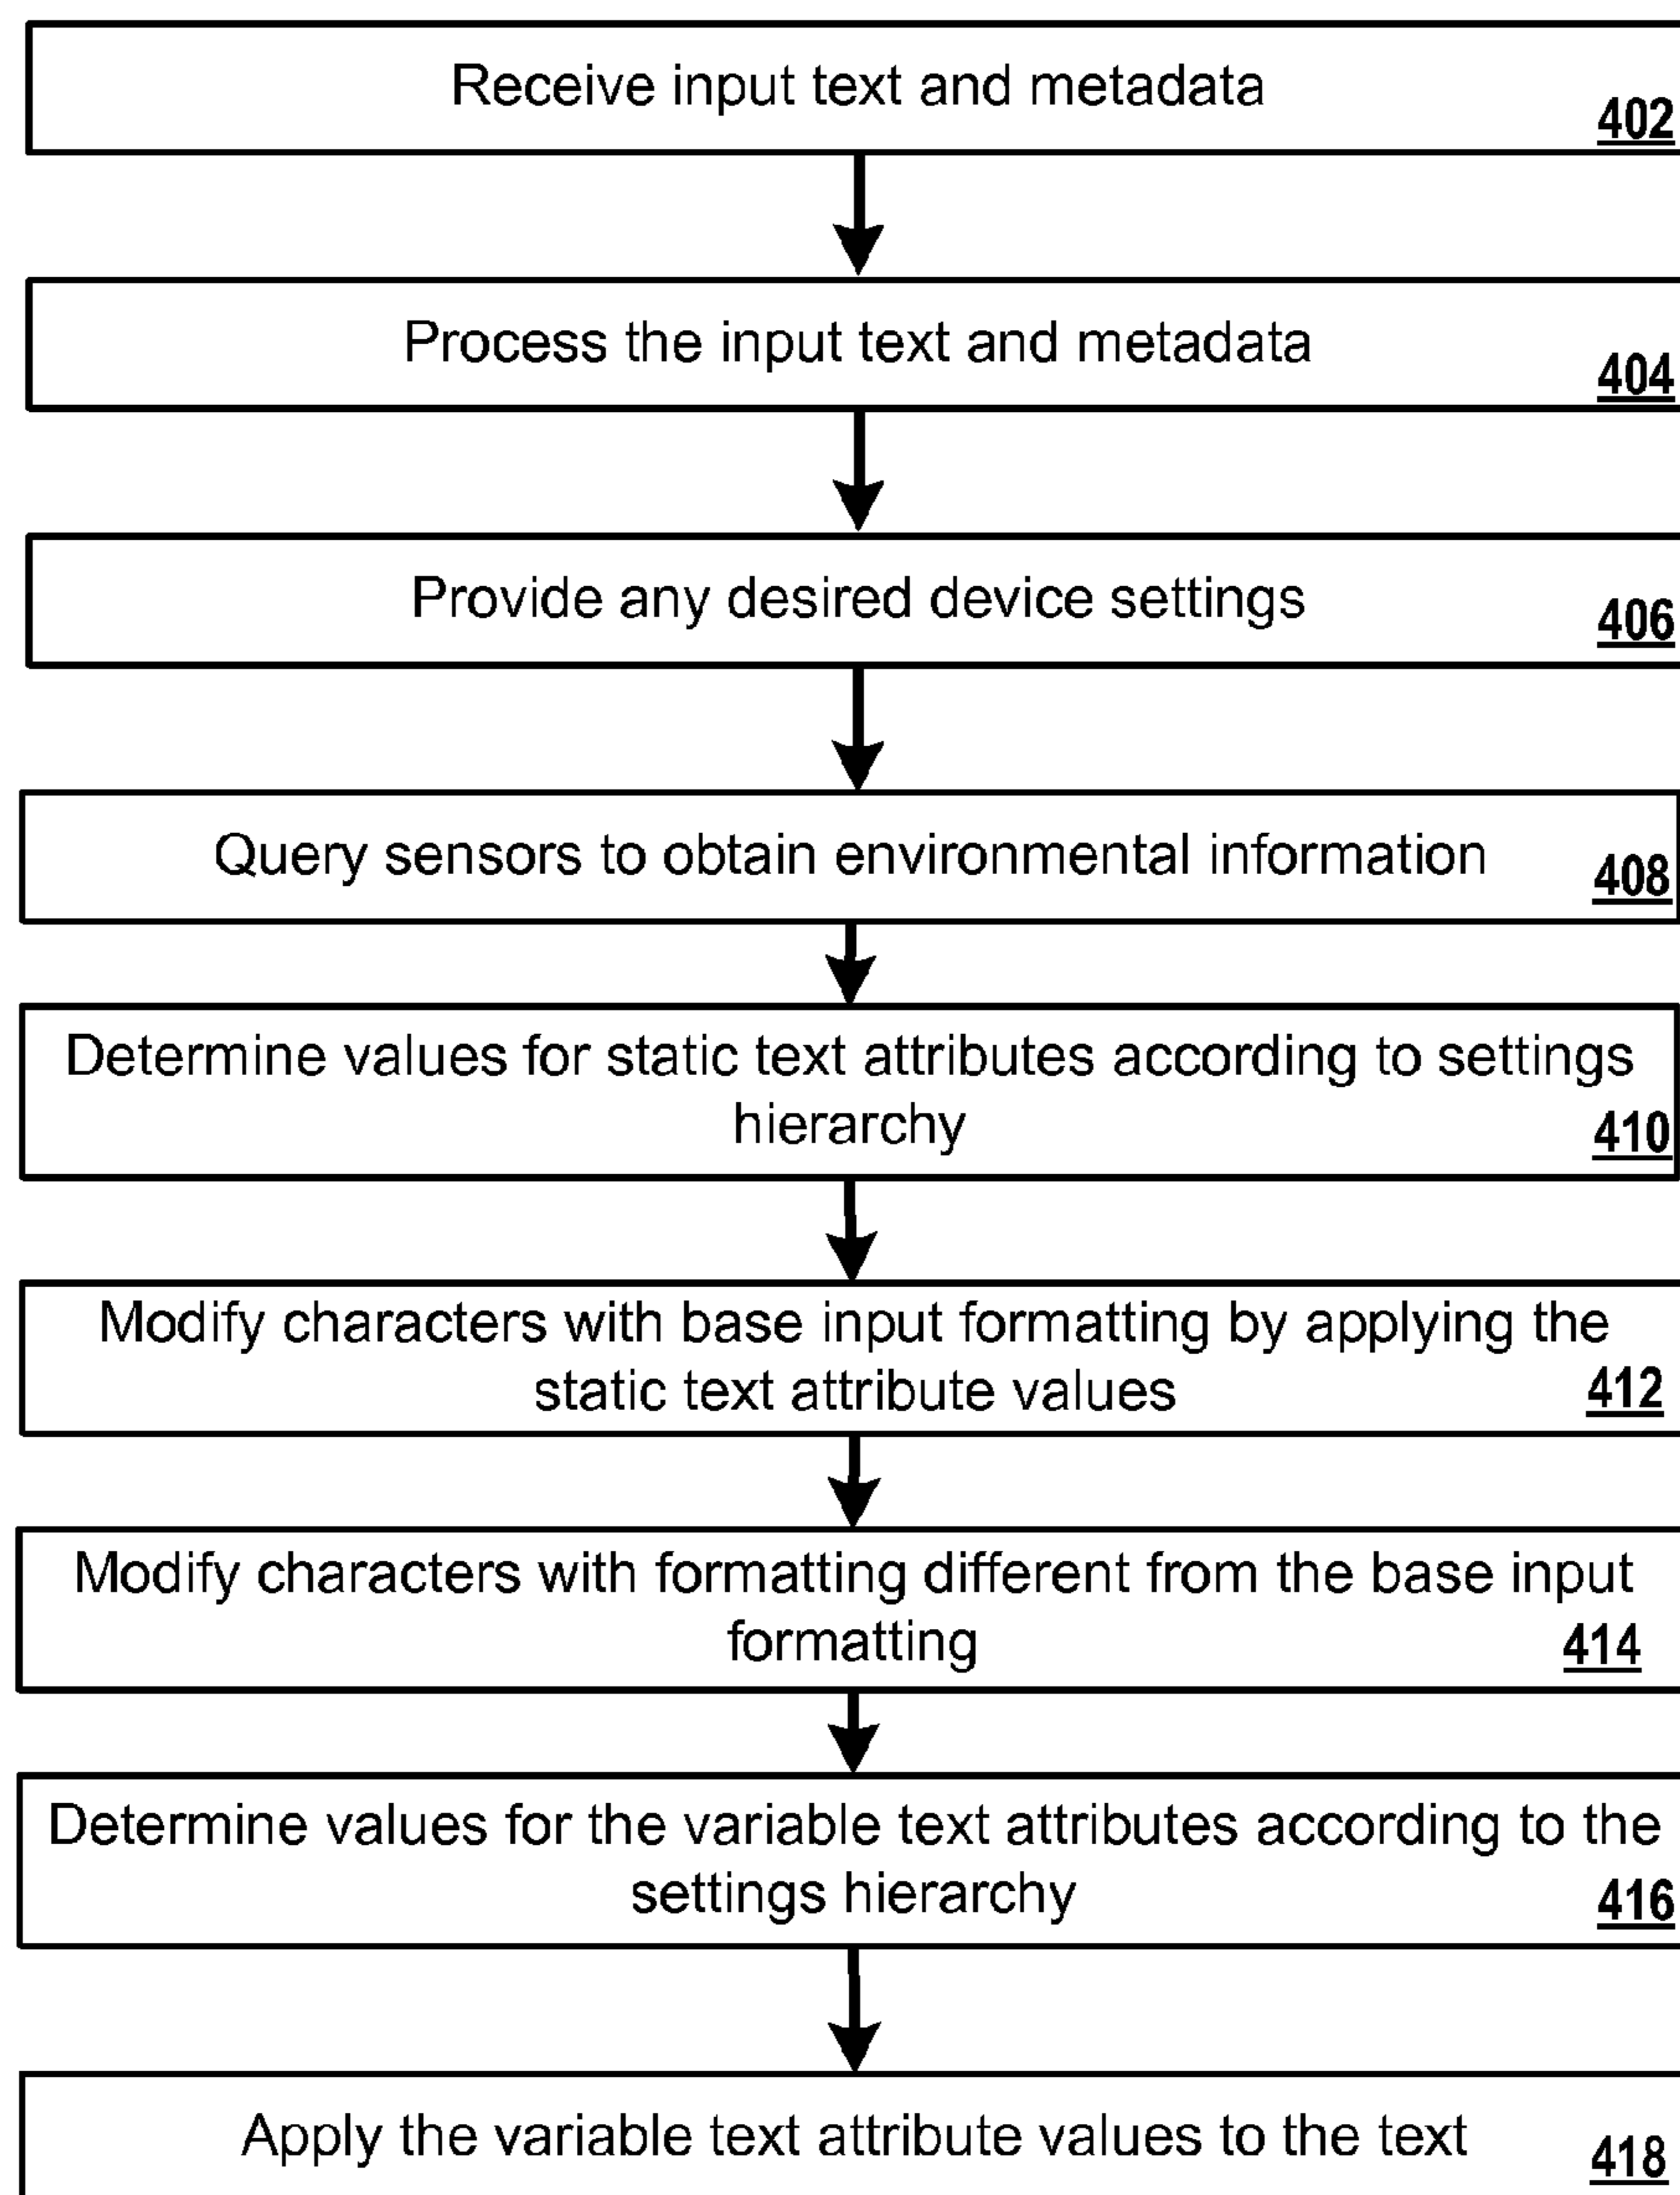 Receive input text and metadata
402
Process the input text and metadata
404
Provide any desired device settings
406
Query sensors to obtain environmental information
408
Determine values for static text attributes according to settings
hierarchy
410
Modify characters with base input formatting by applying the
static text attribute values
412
Modify characters with formatting different from the base input
formatting
414
Determine values for the variable text attributes according to the
settings hierarchy
416
Apply the variable text attribute values to the text
418